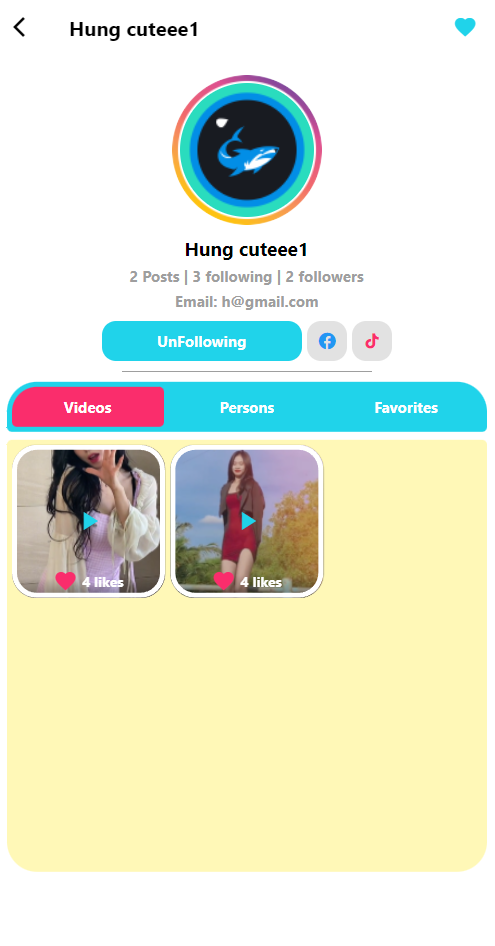 Hung cuteee1
Hung cuteee1
2 Posts | 3 following | 2 followers
Email: h@gmail.com
UnFollowing
Videos Persons Favorites
4 likes 4 likes